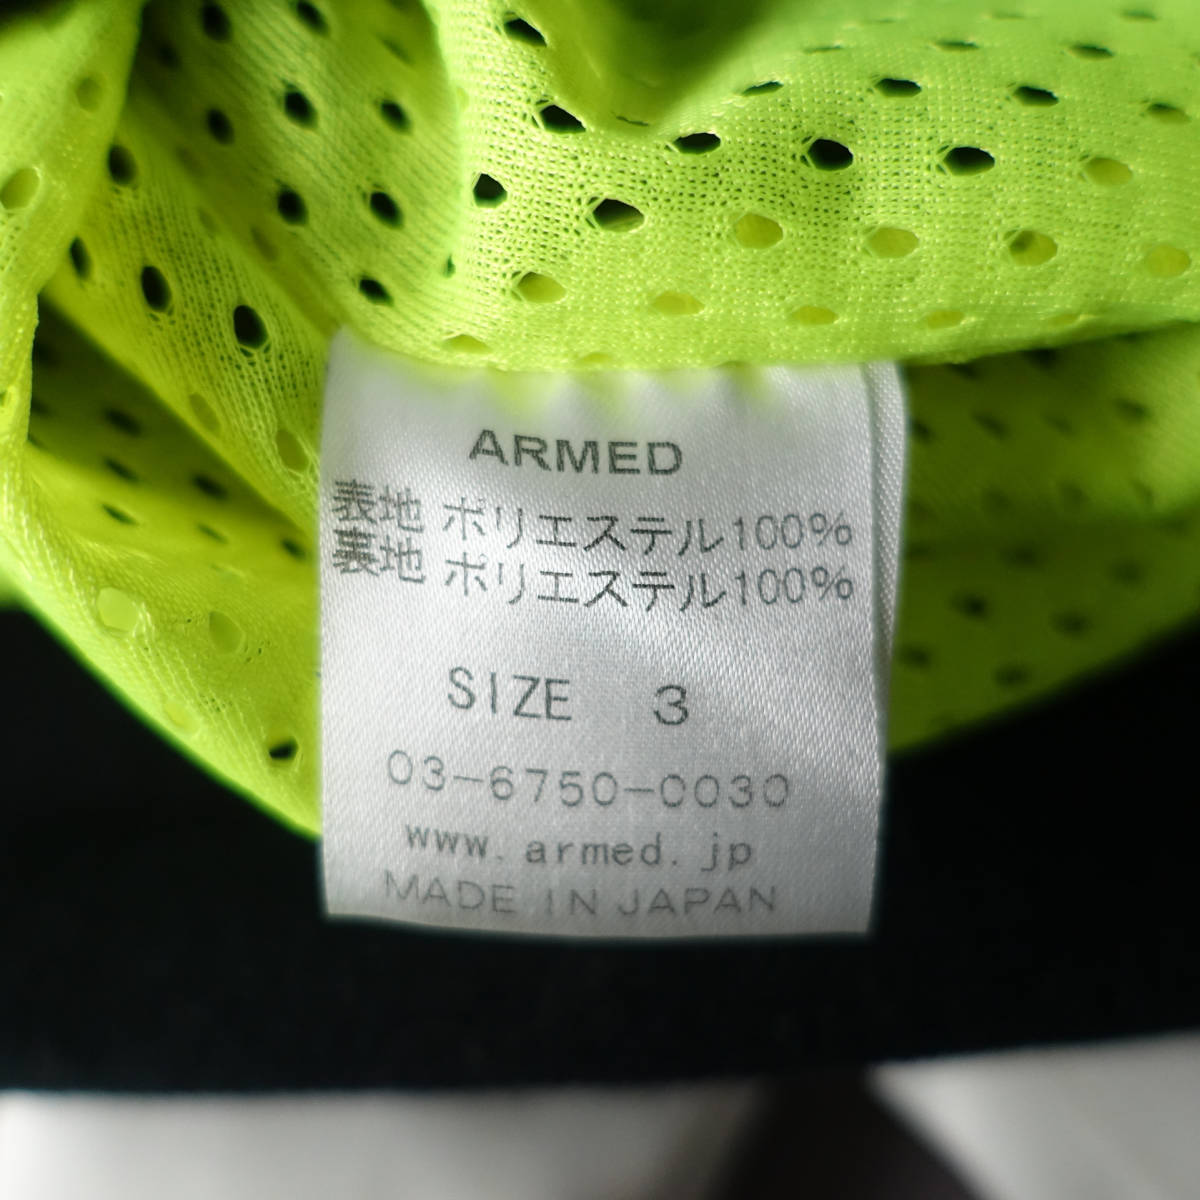 ARMED
表地 ポリエステル100%
裏地 ポリエステル100%
SIZE 3
03-6750-0030
www.armed.jp
MADE IN JAPAN